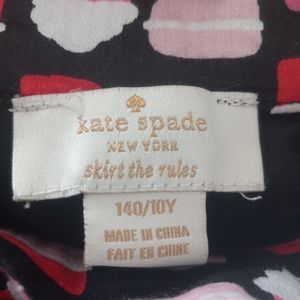 kate spade
NEW YORK
skirt the rules
140/10Y
MADE IN CHINA
FAIT EN CHINE